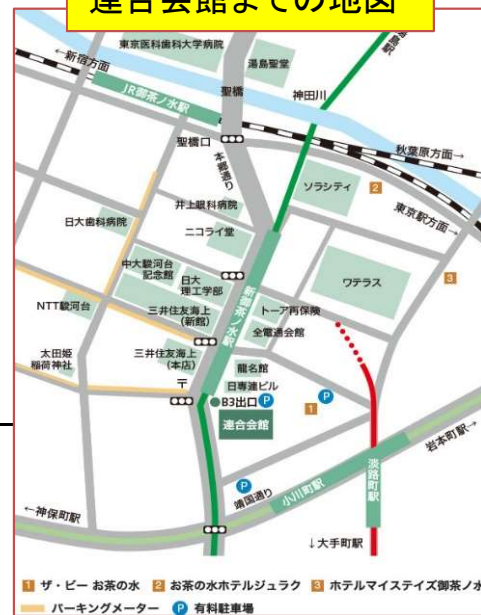 連合会館までの地図
東京医科歯科大学病院
湯島聖堂
←新宿方面
JR御茶ノ水駅
聖橋
神田川
聖橋口
本郷通り
秋葉原方面→
ソラシティ
2
東京駅方面→
井上眼科病院
日大歯科病院
ニコライ堂
中大駿河台
記念館
日大
理工学部
ワテラス
3
新御茶ノ水駅
NTT駿河台
三井住友海上
(新館)
トーア再保険
全電通会館
太田姫
稲荷神社
三井住友海上
(本店)
龍名館
日専連ビル
〒
B3出口
P
P
1
連合会館
P
靖国通り
小川町駅
淡路町駅
岩本町駅→
←神保町駅
↓大手町駅
1 ザ・ビー お茶の水 2 お茶の水ホテルジュラク 3 ホテルマイステイズ御茶ノ水
パーキングメーター P 有料駐車場